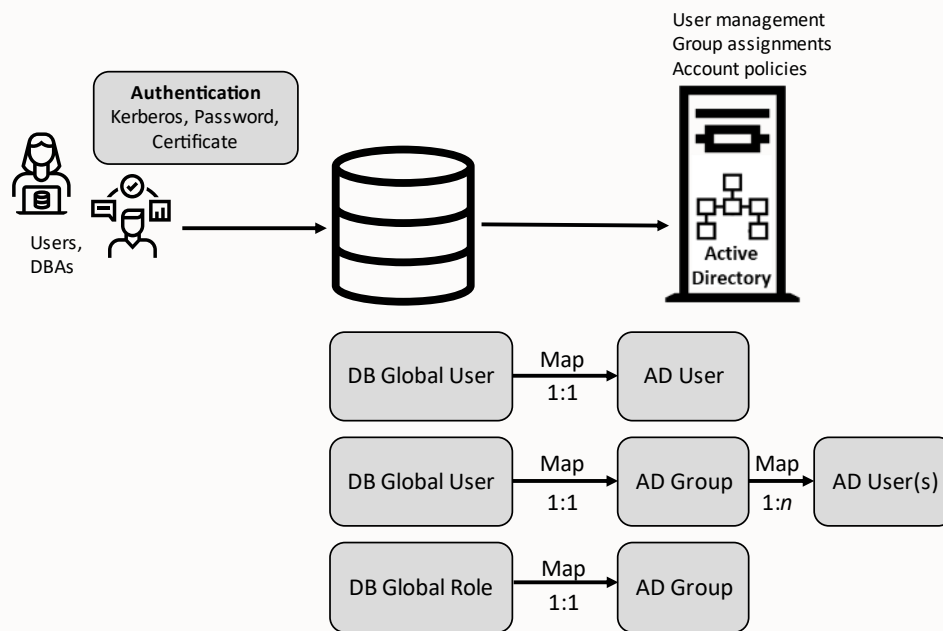 User management
Group assignments
Account policies
Authentication
Kerberos, Password,
Certificate
Users,
DBAs
Active
Directory
DB Global User
Map
1:1
AD User
DB Global User
Map
1:1
AD Group
Map
1:n
AD User(s)
DB Global Role
Map
1:1
AD Group